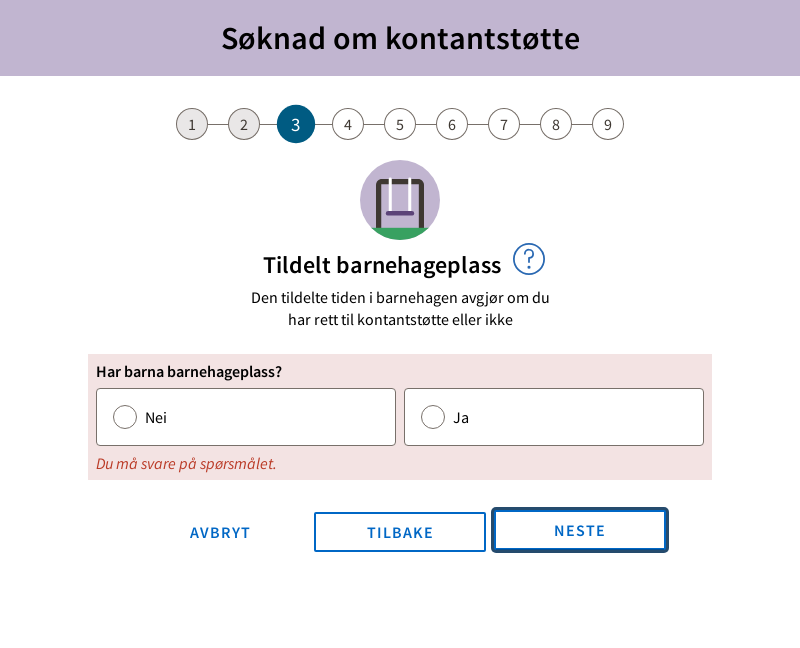 Søknad om kontantstøtte
1 2 3 4 5 6 7 8 9
Tildelt barnehageplass ?
Den tildelte tiden i barnehagen avgjør om du
har rett til kontantstøtte eller ikke
Har barna barnehageplass?
Nei Ja
Du må svare på spørsmålet.
AVBRYT TILBAKE NESTE